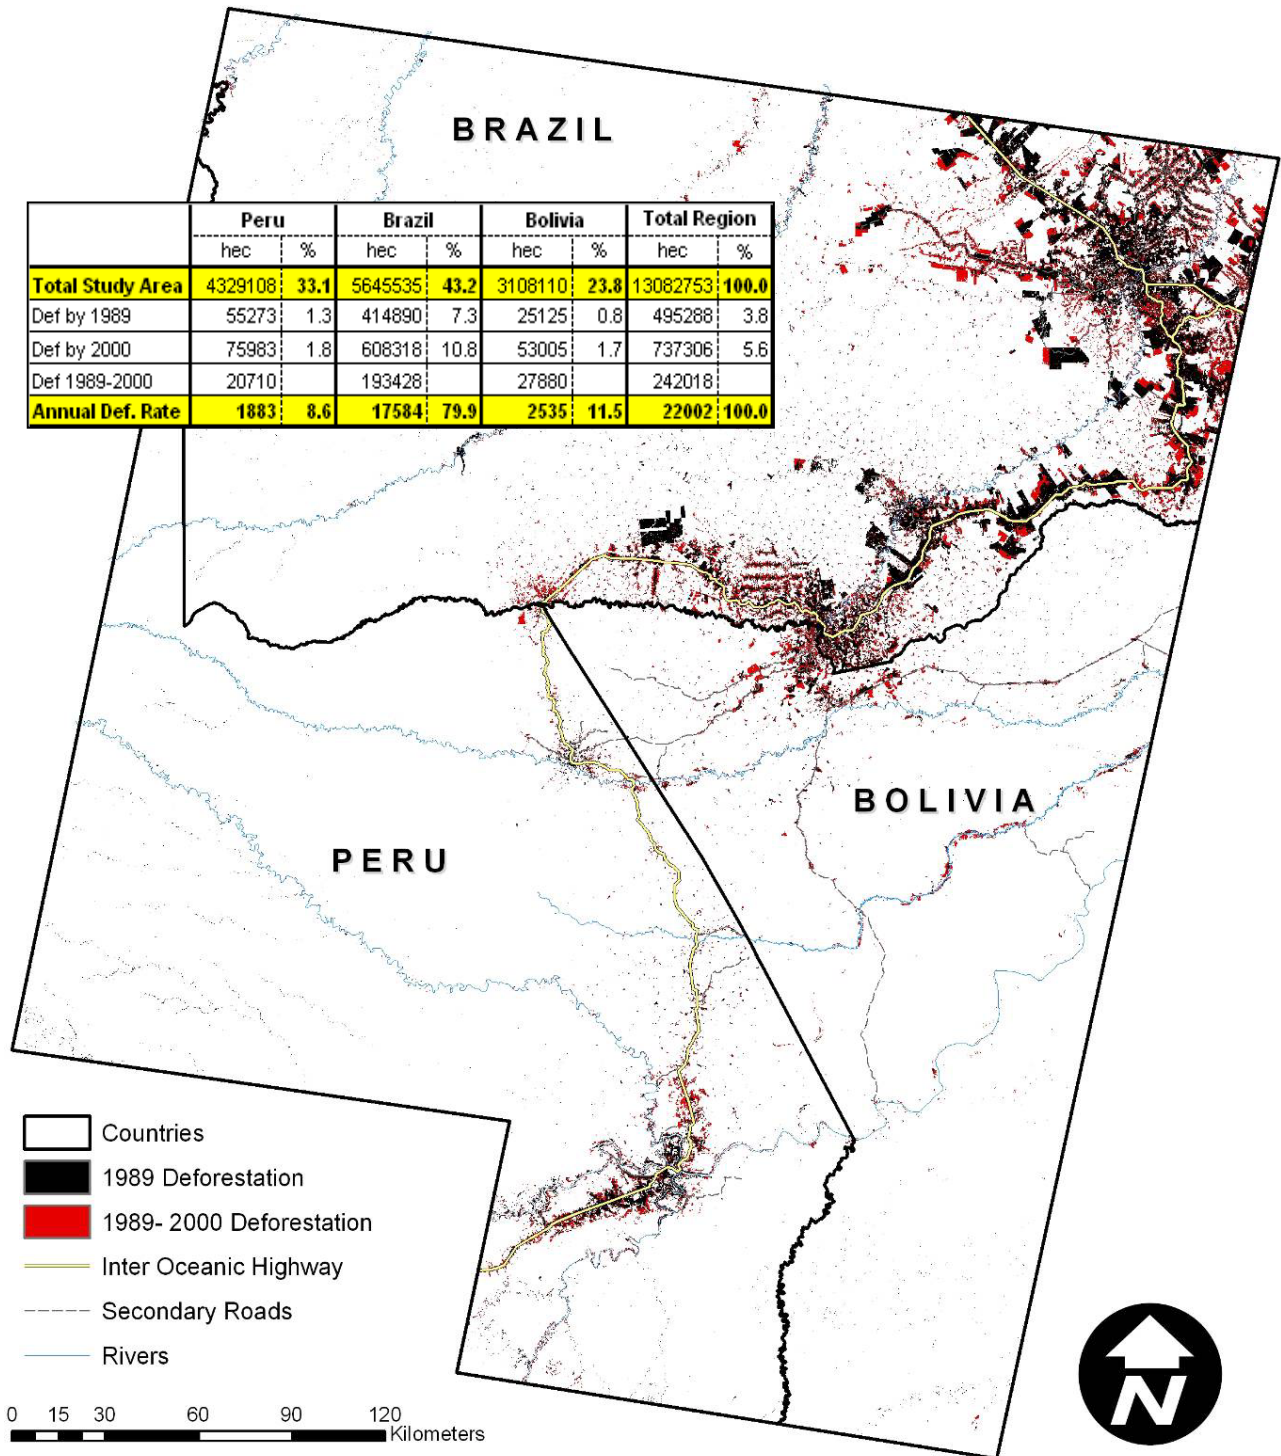 BRAZIL
Peru Brazil Bolivia Total Region
hec % hec % hec % hec %
Total Study Area 4329108 33.1 5645535 43.2 3108110 23.8 13082753 100.0
Def by 1989 55273 1.3 414890 7.3 25125 0.8 495288 3.8
Def by 2000 75983 1.8 608318 10.8 53005 1.7 737306 5.6
Def 1989-2000 20710 193428 27880 242018
Annual Def. Rate 1883 8.6 17584 79.9 2535 11.5 22002 100.0
BOLIVIA
PERU
Countries
1989 Deforestation
1989- 2000 Deforestation
Inter Oceanic Highway
Secondary Roads
Rivers
N
0 15 30 60 90 120
Kilometers